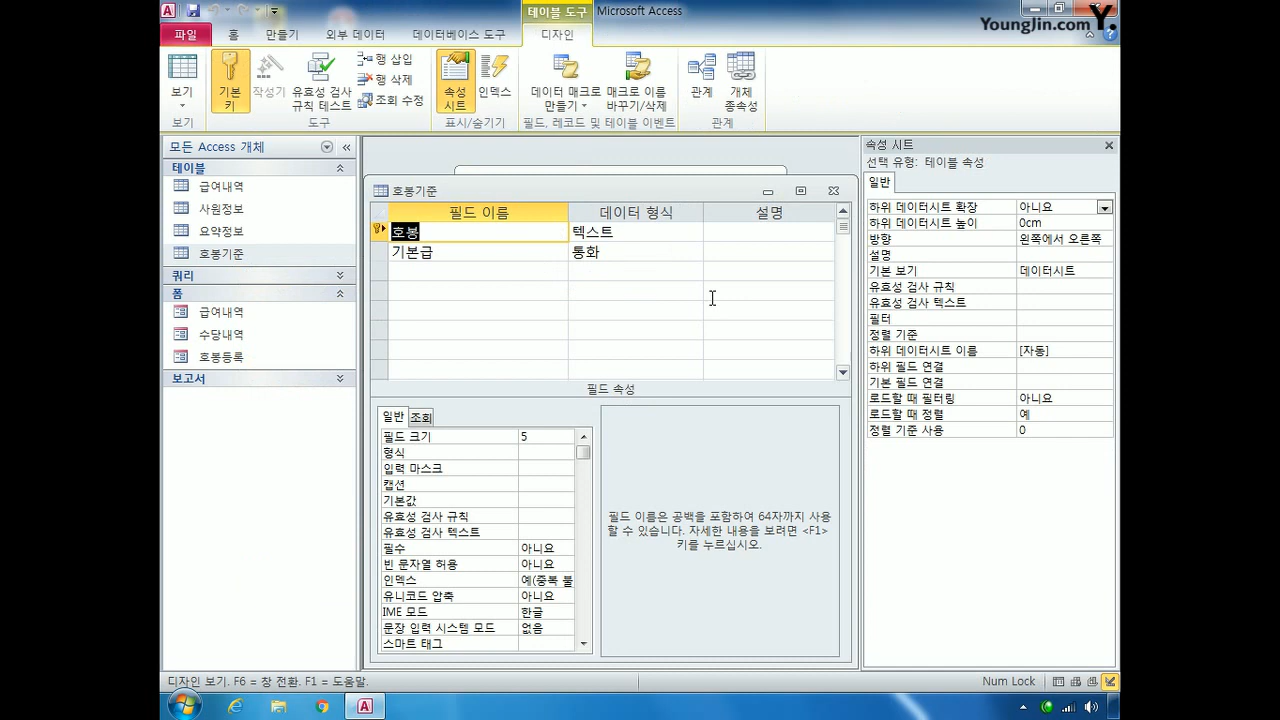 테이블 도구
Microsoft Access
YoungJin.com Y.
파일
홈
만들기
외부 데이터
데이터베이스 도구
디자인
보기
기본
키
작성기
유효성 검사
규칙 테스트
행 삽입
행 삭제
조회 수정
속성
시트
인덱스
데이터 매크로
만들기
매크로 이름
바꾸기/삭제
관계
개체
종속성
보기
도구
표시/숨기기
필드, 레코드 및 테이블 이벤트
관계
모든 Access 개체
테이블
급여내역
사원정보
요약정보
호봉기준
쿼리
폼
급여내역
수당내역
호봉등록
보고서
호봉기준
필드 이름 데이터 형식 설명
호봉 텍스트
기본급 통화
필드 속성
일반 조회
필드 크기 5
형식
입력 마스크
캡션
기본값
유효성 검사 규칙
유효성 검사 텍스트
필수 아니요
빈 문자열 허용 아니요
인덱스 예(중복 불
유니코드 압축 아니요
IME 모드 한글
문장 입력 시스템 모드 없음
스마트 태그
필드 이름은 공백을 포함하여 64자까지 사용
할 수 있습니다. 자세한 내용을 보려면 <F1>
키를 누르십시오.
속성 시트
선택 유형: 테이블 속성
일반
하위 데이터시트 확장 아니요
하위 데이터시트 높이 0cm
방향 왼쪽에서 오른쪽
설명
기본 보기 데이터시트
유효성 검사 규칙
유효성 검사 텍스트
필터
정렬 기준
하위 데이터시트 이름 [자동]
하위 필드 연결
기본 필드 연결
로드할 때 필터링 아니요
로드할 때 정렬 예
정렬 기준 사용 0
디자인 보기. F6 = 창 전환. F1 = 도움말.
Num Lock